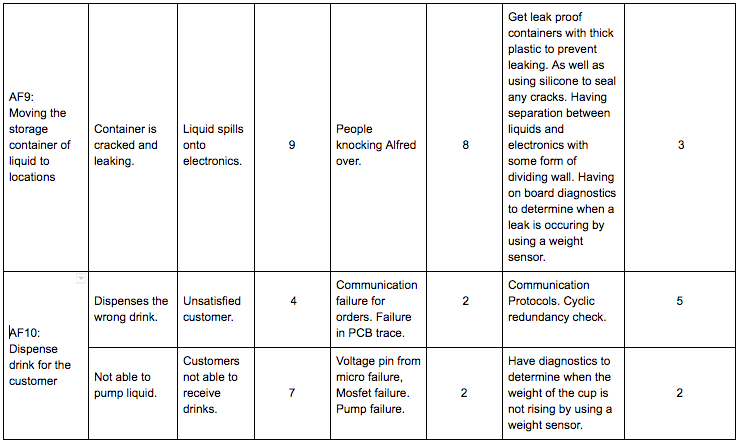 AF9:
Moving the
storage
container of
liquid to
locations
Container is
cracked and
leaking.
Liquid spills
onto
electronics.
9
People
knocking Alfred
over.
8
Get leak proof
containers with thick
plastic to prevent
leaking. As well as
using silicone to seal
any cracks. Having
separation between
liquids and
electronics with
some form of
dividing wall. Having
on board diagnostics
to determine when a
leak is occuring by
using a weight
sensor.
3
AF10:
Dispense
drink for the
customer
Dispenses the
wrong drink.
Unsatisfied
customer.
4
Communication
failure for
orders. Failure
in PCB trace.
2
Communication
Protocols. Cyclic
redundancy check.
5
Not able to
pump liquid.
Customers
not able to
receive
drinks.
7
Voltage pin from
micro failure,
Mosfet failure.
Pump failure.
2
Have diagnostics to
determine when the
weight of the cup is
not rising by using a
weight sensor.
2